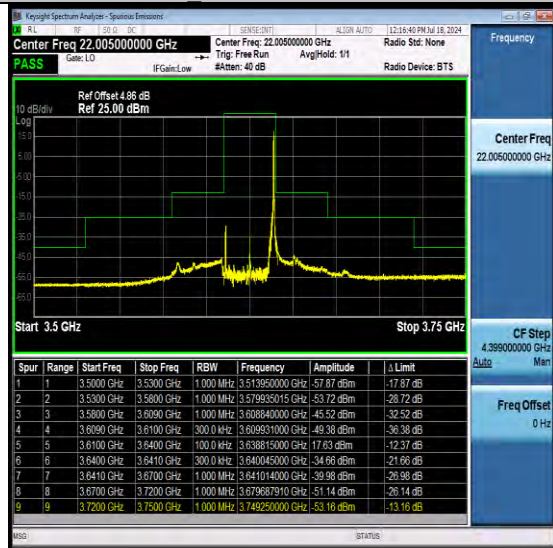 Keysight Spectrum Analyzer - Spurious Emissions
RL RF 50 Ω DC SENSE:INT ALIGN AUTO 12:16:40 PM Jul 18, 2024
Center Freq 22.005000000 GHz Center Freq: 22.005000000 GHz Radio Std: None Frequency
PASS Gate: LO Trig: Free Run Avg|Hold: 1/1
IFGain:Low #Atten: 40 dB Radio Device: BTS
Ref Offset 4.86 dB
10 dB/div Ref 25.00 dBm
Log
15.0
5.00
-5.00
-15.0
-25.0
-35.0
-45.0
-55.0
-65.0
Center Freq
22.005000000 GHz
Start 3.5 GHz Stop 3.75 GHz
CF Step
4.399000000 GHz
Auto Man
Freq Offset
0 Hz
Spur Range Start Freq Stop Freq RBW Frequency Amplitude Δ Limit
1 1 3.5000 GHz 3.5300 GHz 1.000 MHz 3.513950000 GHz -57.87 dBm -17.87 dB
2 2 3.5300 GHz 3.5800 GHz 1.000 MHz 3.579935015 GHz -53.72 dBm -28.72 dB
3 3 3.5800 GHz 3.6090 GHz 1.000 MHz 3.608840000 GHz -45.52 dBm -32.52 dB
4 4 3.6090 GHz 3.6100 GHz 300.0 kHz 3.609931000 GHz -49.38 dBm -36.38 dB
5 5 3.6100 GHz 3.6400 GHz 100.0 kHz 3.638815000 GHz 17.63 dBm -12.37 dB
6 6 3.6400 GHz 3.6410 GHz 300.0 kHz 3.640045000 GHz -34.66 dBm -21.66 dB
7 7 3.6410 GHz 3.6700 GHz 1.000 MHz 3.641014000 GHz -39.98 dBm -26.98 dB
8 8 3.6700 GHz 3.7200 GHz 1.000 MHz 3.679687910 GHz -51.14 dBm -26.14 dB
9 9 3.7200 GHz 3.7500 GHz 1.000 MHz 3.749250000 GHz -53.16 dBm -13.16 dB
MSG STATUS